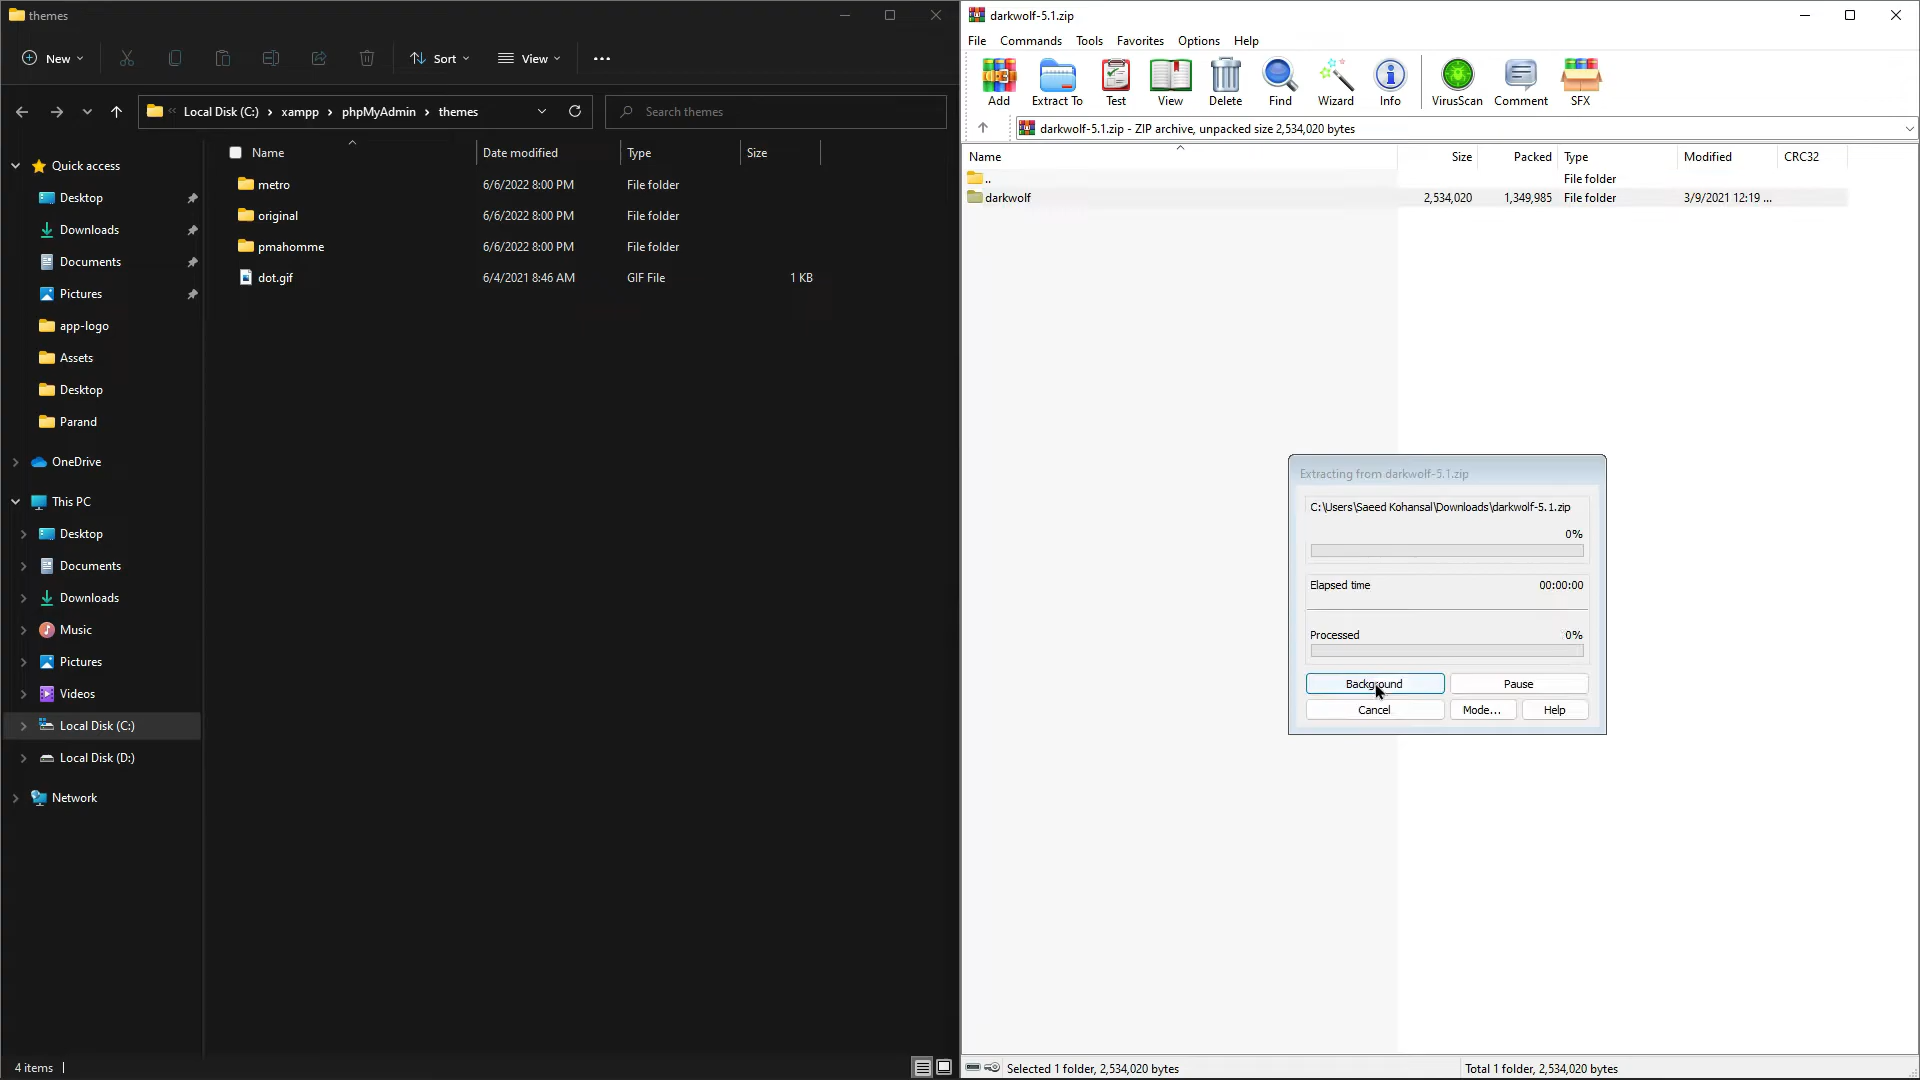 themes
New
Sort
View
Local Disk (C:) > xampp > phpMyAdmin > themes
Search themes
Name
Date modified
Type
Size
metro
6/6/2022 8:00 PM
File folder
original
6/6/2022 8:00 PM
File folder
pmahomme
6/6/2022 8:00 PM
File folder
dot.gif
6/4/2021 8:46 AM
GIF File
1 KB
Quick access
Desktop
Downloads
Documents
Pictures
app-logo
Assets
Desktop
Parand
OneDrive
This PC
Desktop
Documents
Downloads
Music
Pictures
Videos
Local Disk (C:)
Local Disk (D:)
Network
4 items
darkwolf-5.1.zip
File Commands Tools Favorites Options Help
Add
Extract To
Test
View
Delete
Find
Wizard
Info
VirusScan
Comment
SFX
darkwolf-5.1.zip - ZIP archive, unpacked size 2,534,020 bytes
Name
Size
Packed
Type
Modified
CRC32
..
File folder
darkwolf
2,534,020
1,349,985
File folder
3/9/2021 12:19 ...
Extracting from darkwolf-5.1.zip
C:\Users\Saeed Kohansal\Downloads\darkwolf-5.1.zip
0%
Elapsed time
00:00:00
Processed
0%
Background
Pause
Cancel
Mode...
Help
Selected 1 folder, 2,534,020 bytes
Total 1 folder, 2,534,020 bytes